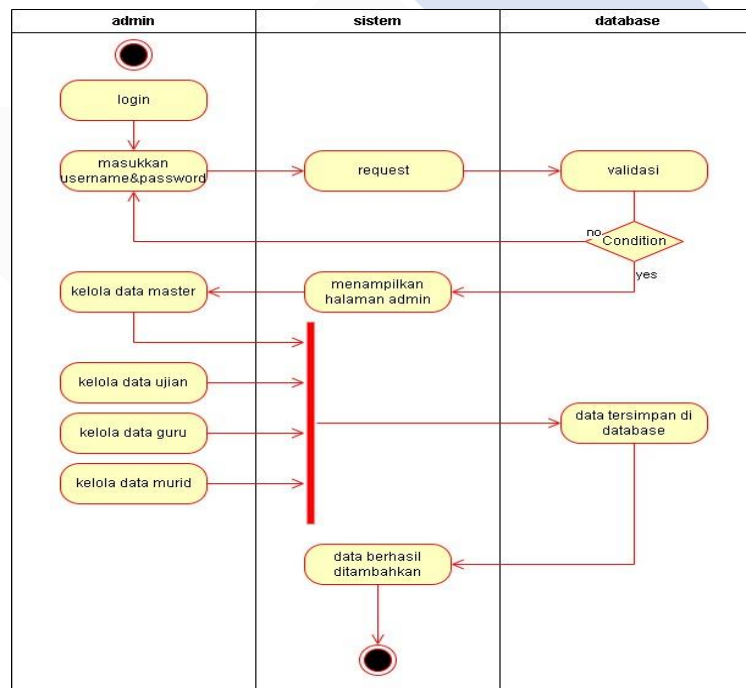 admin
sistem
database
login
masukkan
username&password
request
validasi
no
Condition
yes
kelola data master
menampilkan
halaman admin
kelola data ujian
kelola data guru
data tersimpan di
database
kelola data murid
data berhasil
ditambahkan